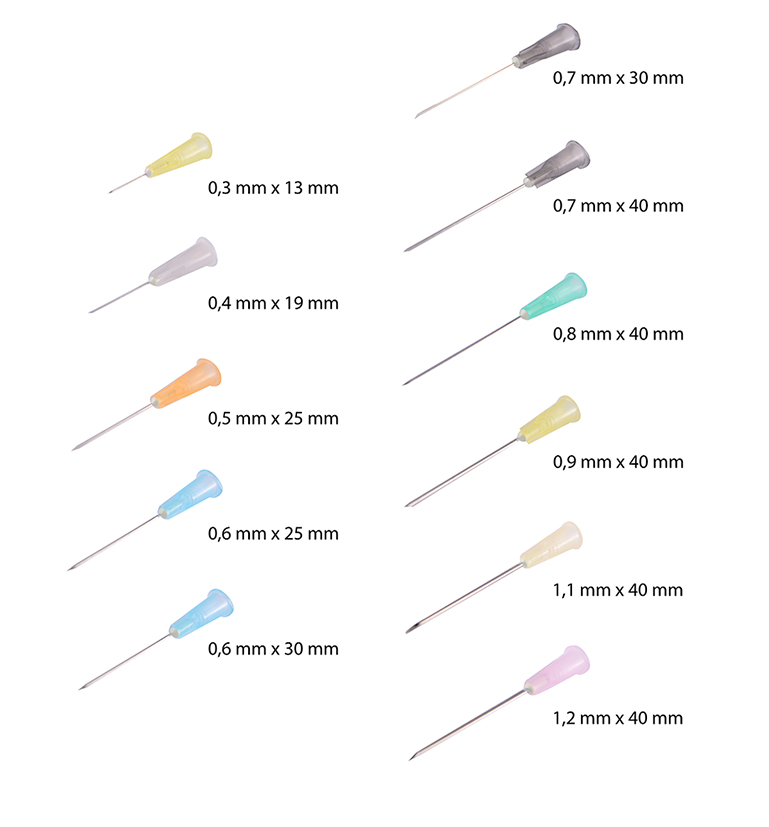 0,3 mm x 13 mm
0,4 mm x 19 mm
0,5 mm x 25 mm
0,6 mm x 25 mm
0,6 mm x 30 mm
0,7 mm x 30 mm
0,7 mm x 40 mm
0,8 mm x 40 mm
0,9 mm x 40 mm
1,1 mm x 40 mm
1,2 mm x 40 mm